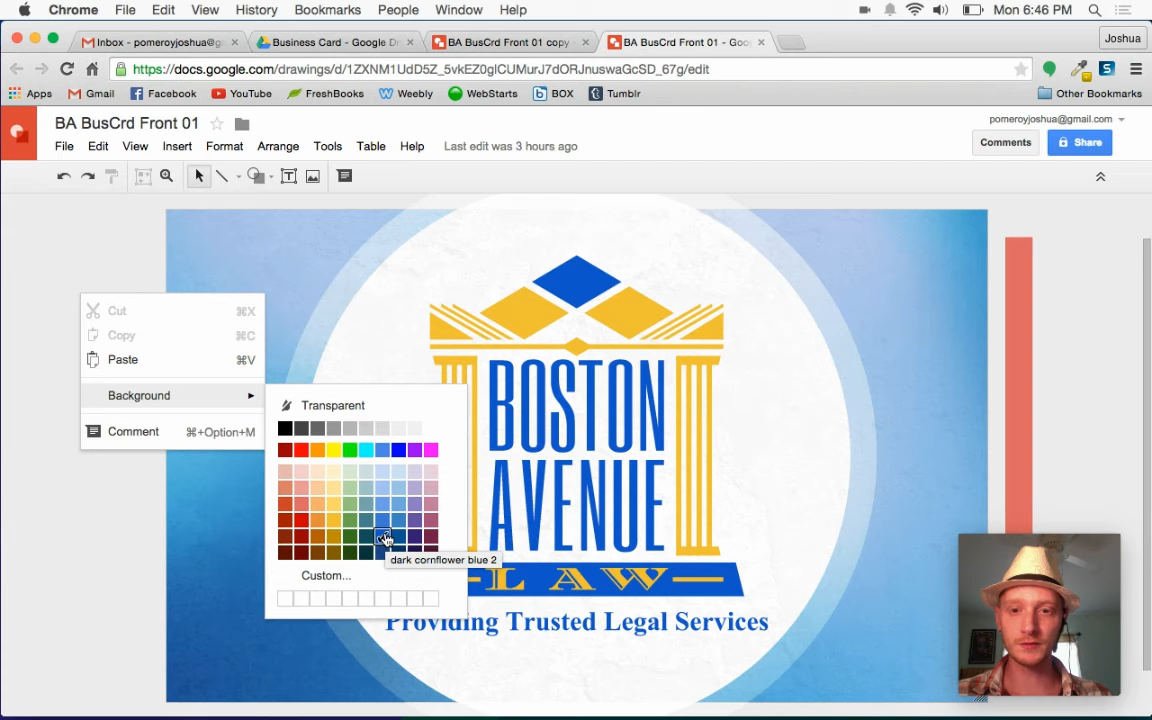 Chrome File Edit View History Bookmarks People Window Help Mon 6:46 PM
Inbox - pomeroyjoshua@g Business Card - Google Dr BA BusCrd Front 01 copy - BA BusCrd Front 01 - Goo Joshua
https://docs.google.com/drawings/d/1ZXNM1UdD5Z_5vkEZ0glCUMurJ7dORJnuswaGcSD_67g/edit
Apps Gmail Facebook YouTube FreshBooks Weebly WebStarts BOX Tumblr Other Bookmarks
BA BusCrd Front 01
pomeroyjoshua@gmail.com
File Edit View Insert Format Arrange Tools Table Help Last edit was 3 hours ago
Comments Share
Cut ⌘X
Copy ⌘C
Paste ⌘V
Background
Comment ⌘+Option+M
Transparent
dark cornflower blue 2
Custom...
BOSTON
AVENUE
LAW
Providing Trusted Legal Services